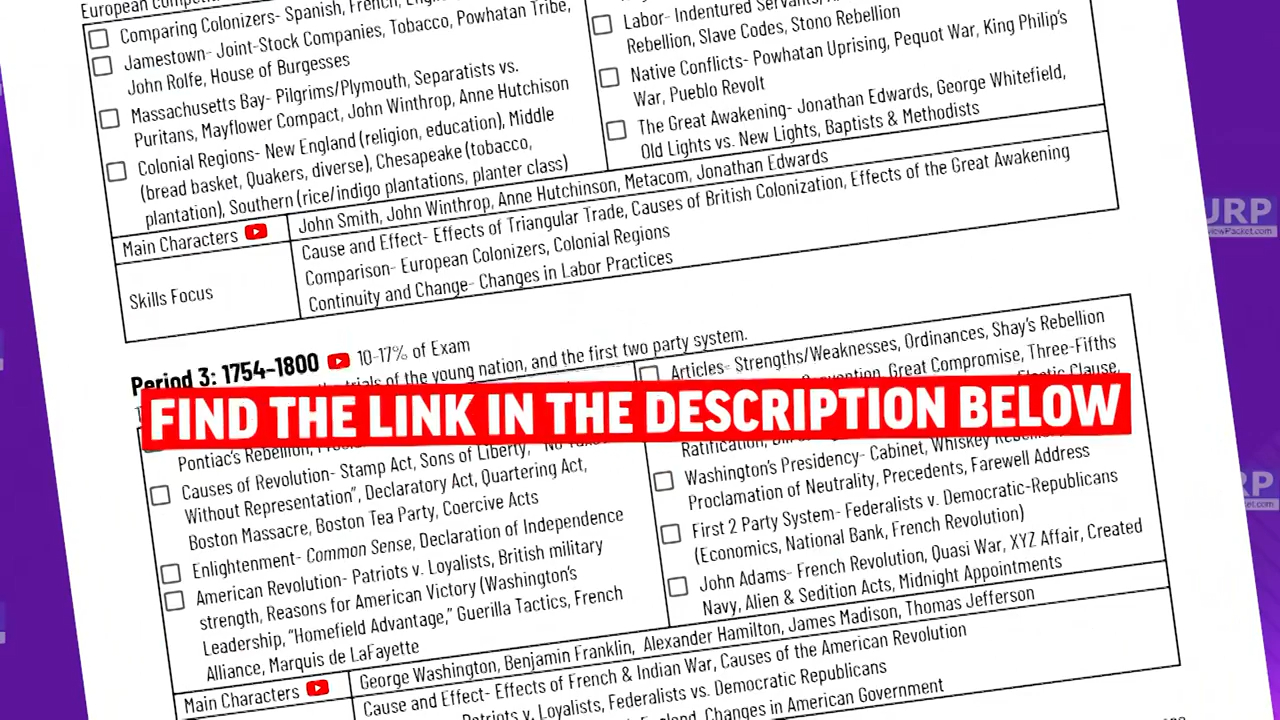 European
Comparing Colonizers- Spanish, French,
Jamestown- Joint-Stock Companies, Tobacco, Powhatan Tribe,
John Rolfe, House of Burgesses
Massachusetts Bay- Pilgrims/Plymouth, Separatists vs.
Puritans, Mayflower Compact, John Winthrop, Anne Hutchison
Colonial Regions- New England (religion, education), Middle
(bread basket, Quakers, diverse), Chesapeake (tobacco,
plantation), Southern (rice/indigo plantations, planter class)
Labor- Indentured Servants,
Rebellion, Slave Codes, Stono Rebellion
Native Conflicts- Powhatan Uprising, Pequot War, King Philip's
War, Pueblo Revolt
The Great Awakening- Jonathan Edwards, George Whitefield,
Old Lights vs. New Lights, Baptists & Methodists
Main Characters
John Smith, John Winthrop, Anne Hutchinson, Metacom, Jonathan Edwards
Skills Focus
Cause and Effect- Effects of Triangular Trade, Causes of British Colonization, Effects of the Great Awakening
Comparison- European Colonizers, Colonial Regions
Continuity and Change- Changes in Labor Practices
Period 3: 1754-1800 10-17% of Exam
the trials of the young nation, and the first two party system.
FIND THE LINK IN THE DESCRIPTION BELOW
Pontiac's Rebellion,
Causes of Revolution- Stamp Act, Sons of Liberty, "No
Without Representation", Declaratory Act, Quartering Act,
Boston Massacre, Boston Tea Party, Coercive Acts
Enlightenment- Common Sense, Declaration of Independence
American Revolution- Patriots v. Loyalists, British military
strength, Reasons for American Victory (Washington's
Leadership, "Homefield Advantage," Guerilla Tactics, French
Alliance, Marquis de LaFayette
Articles- Strengths/Weaknesses, Ordinances, Shay's Rebellion
Great Compromise, Three-Fifths
Clause,
Ratification,
Washington's Presidency- Cabinet, Whiskey
Proclamation of Neutrality, Precedents, Farewell Address
First 2 Party System- Federalists v. Democratic-Republicans
(Economics, National Bank, French Revolution)
John Adams- French Revolution, Quasi War, XYZ Affair, Created
Navy, Alien & Sedition Acts, Midnight Appointments
Main Characters
George Washington, Benjamin Franklin, Alexander Hamilton, James Madison, Thomas Jefferson
Cause and Effect- Effects of French & Indian War, Causes of the American Revolution
Patriots v. Loyalists, Federalists vs. Democratic Republicans
Changes in American Government
URP